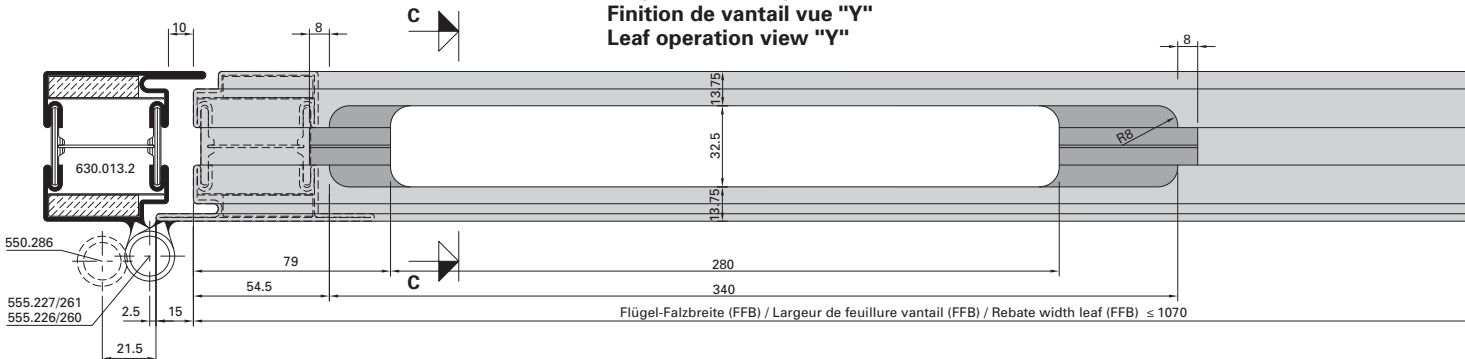 Finition de vantail vue "Y"
Leaf operation view "Y"
C
10
8
8
13.75
32.5
R8
630.013.2
13.75
550.286
79
C
280
54.5
340
555.227/261
555.226/260
2.5
15
Flügel-Falzbreite (FFB) / Largeur de feuillure vantail (FFB) / Rebate width leaf (FFB) ≤ 1070
21.5